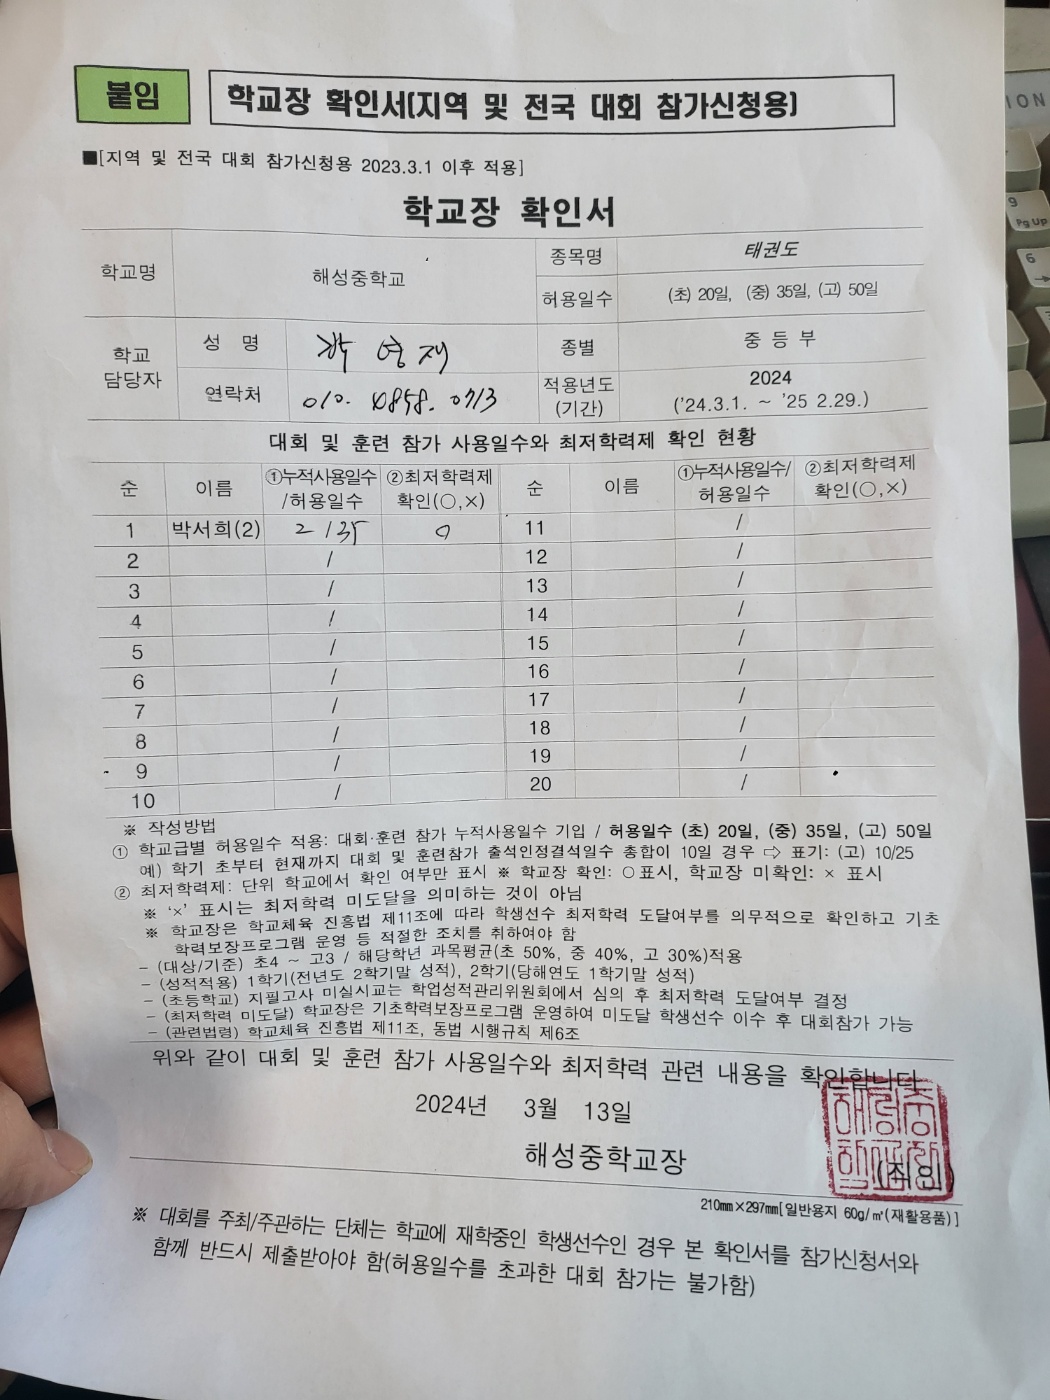 붙임
학교장 확인서(지역 및 전국 대회 참가신청용)
■[지역 및 전국 대회 참가신청용 2023.3.1 이후 적용]
학교장 확인서
학교명 해성중학교 종목명 태권도
허용일수 (초) 20일, (중) 35일, (고) 50일
학교 담당자 성 명 종별 중 등 부
연락처 010. 0858. 0713 적용년도 (기간) 2024 ('24.3.1. ~ '25 2.29.)
대회 및 훈련 참가 사용일수와 최저학력제 확인 현황
순 이름 ①누적사용일수/허용일수 ②최저학력제 확인(○,×) 순 이름 ①누적사용일수/허용일수 ②최저학력제 확인(○,×)
1 박서희(2) 2 / 35 O 11 /
2 / 12 /
3 / 13 /
4 / 14 /
5 / 15 /
6 / 16 /
7 / 17 /
8 / 18 /
9 / 19 /
10 / 20 /
※ 작성방법
① 학교급별 허용일수 적용: 대회·훈련 참가 누적사용일수 기입 / 허용일수 (초) 20일, (중) 35일, (고) 50일
예) 학기 초부터 현재까지 대회 및 훈련참가 출석인정결석일수 총합이 10일 경우 ⇨ 표기: (고) 10/25
② 최저학력제: 단위 학교에서 확인 여부만 표시 ※ 학교장 확인: ○표시, 학교장 미확인: × 표시
※ '×' 표시는 최저학력 미도달을 의미하는 것이 아님
※ 학교장은 학교체육 진흥법 제11조에 따라 학생선수 최저학력 도달여부를 의무적으로 확인하고 기초
학력보장프로그램 운영 등 적절한 조치를 취하여야 함
- (대상/기준) 초4 ~ 고3 / 해당학년 과목평균(초 50%, 중 40%, 고 30%)적용
- (성적적용) 1학기(전년도 2학기말 성적), 2학기(당해연도 1학기말 성적)
- (초등학교) 지필고사 미실시교는 학업성적관리위원회에서 심의 후 최저학력 도달여부 결정
- (최저학력 미도달) 학교장은 기초학력보장프로그램 운영하여 미도달 학생선수 이수 후 대회참가 가능
- (관련법령) 학교체육 진흥법 제11조, 동법 시행규칙 제6조
위와 같이 대회 및 훈련 참가 사용일수와 최저학력 관련 내용을 확인합니다
2024년 3월 13일
해성중학교장
(직인)
210㎜×297㎜[일반용지 60g/㎡(재활용품)]
※ 대회를 주최/주관하는 단체는 학교에 재학중인 학생선수인 경우 본 확인서를 참가신청서와
함께 반드시 제출받아야 함(허용일수를 초과한 대회 참가는 불가함)